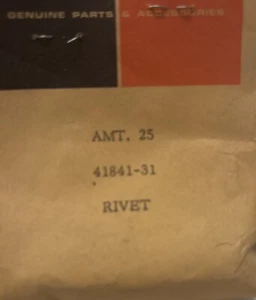 GENUINE PARTS & ACCESSORIES
AMT. 25
41841-31
RIVET